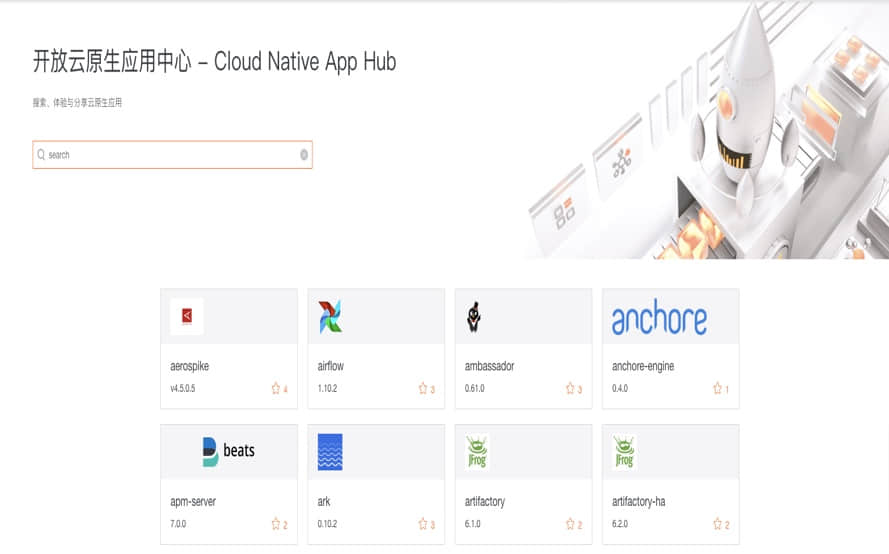 开放云原生应用中心 – Cloud Native App Hub
搜索、体验与分享云原生应用
search
anchore
aerospike
v4.5.0.5
4
airflow
1.10.2
3
ambassador
0.61.0
3
anchore-engine
0.4.0
1
beats
JFrog
JFrog
apm-server
7.0.0
2
ark
0.10.2
3
artifactory
6.1.0
2
artifactory-ha
6.2.0
2